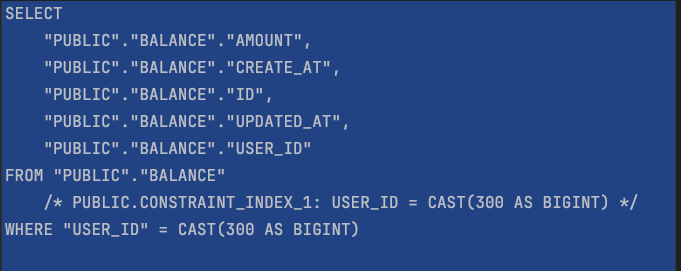 SELECT
"PUBLIC"."BALANCE"."AMOUNT",
"PUBLIC"."BALANCE"."CREATE_AT",
"PUBLIC"."BALANCE"."ID",
"PUBLIC"."BALANCE"."UPDATED_AT",
"PUBLIC"."BALANCE"."USER_ID"
FROM "PUBLIC"."BALANCE"
/* PUBLIC.CONSTRAINT_INDEX_1: USER_ID = CAST(300 AS BIGINT) */
WHERE "USER_ID" = CAST(300 AS BIGINT)